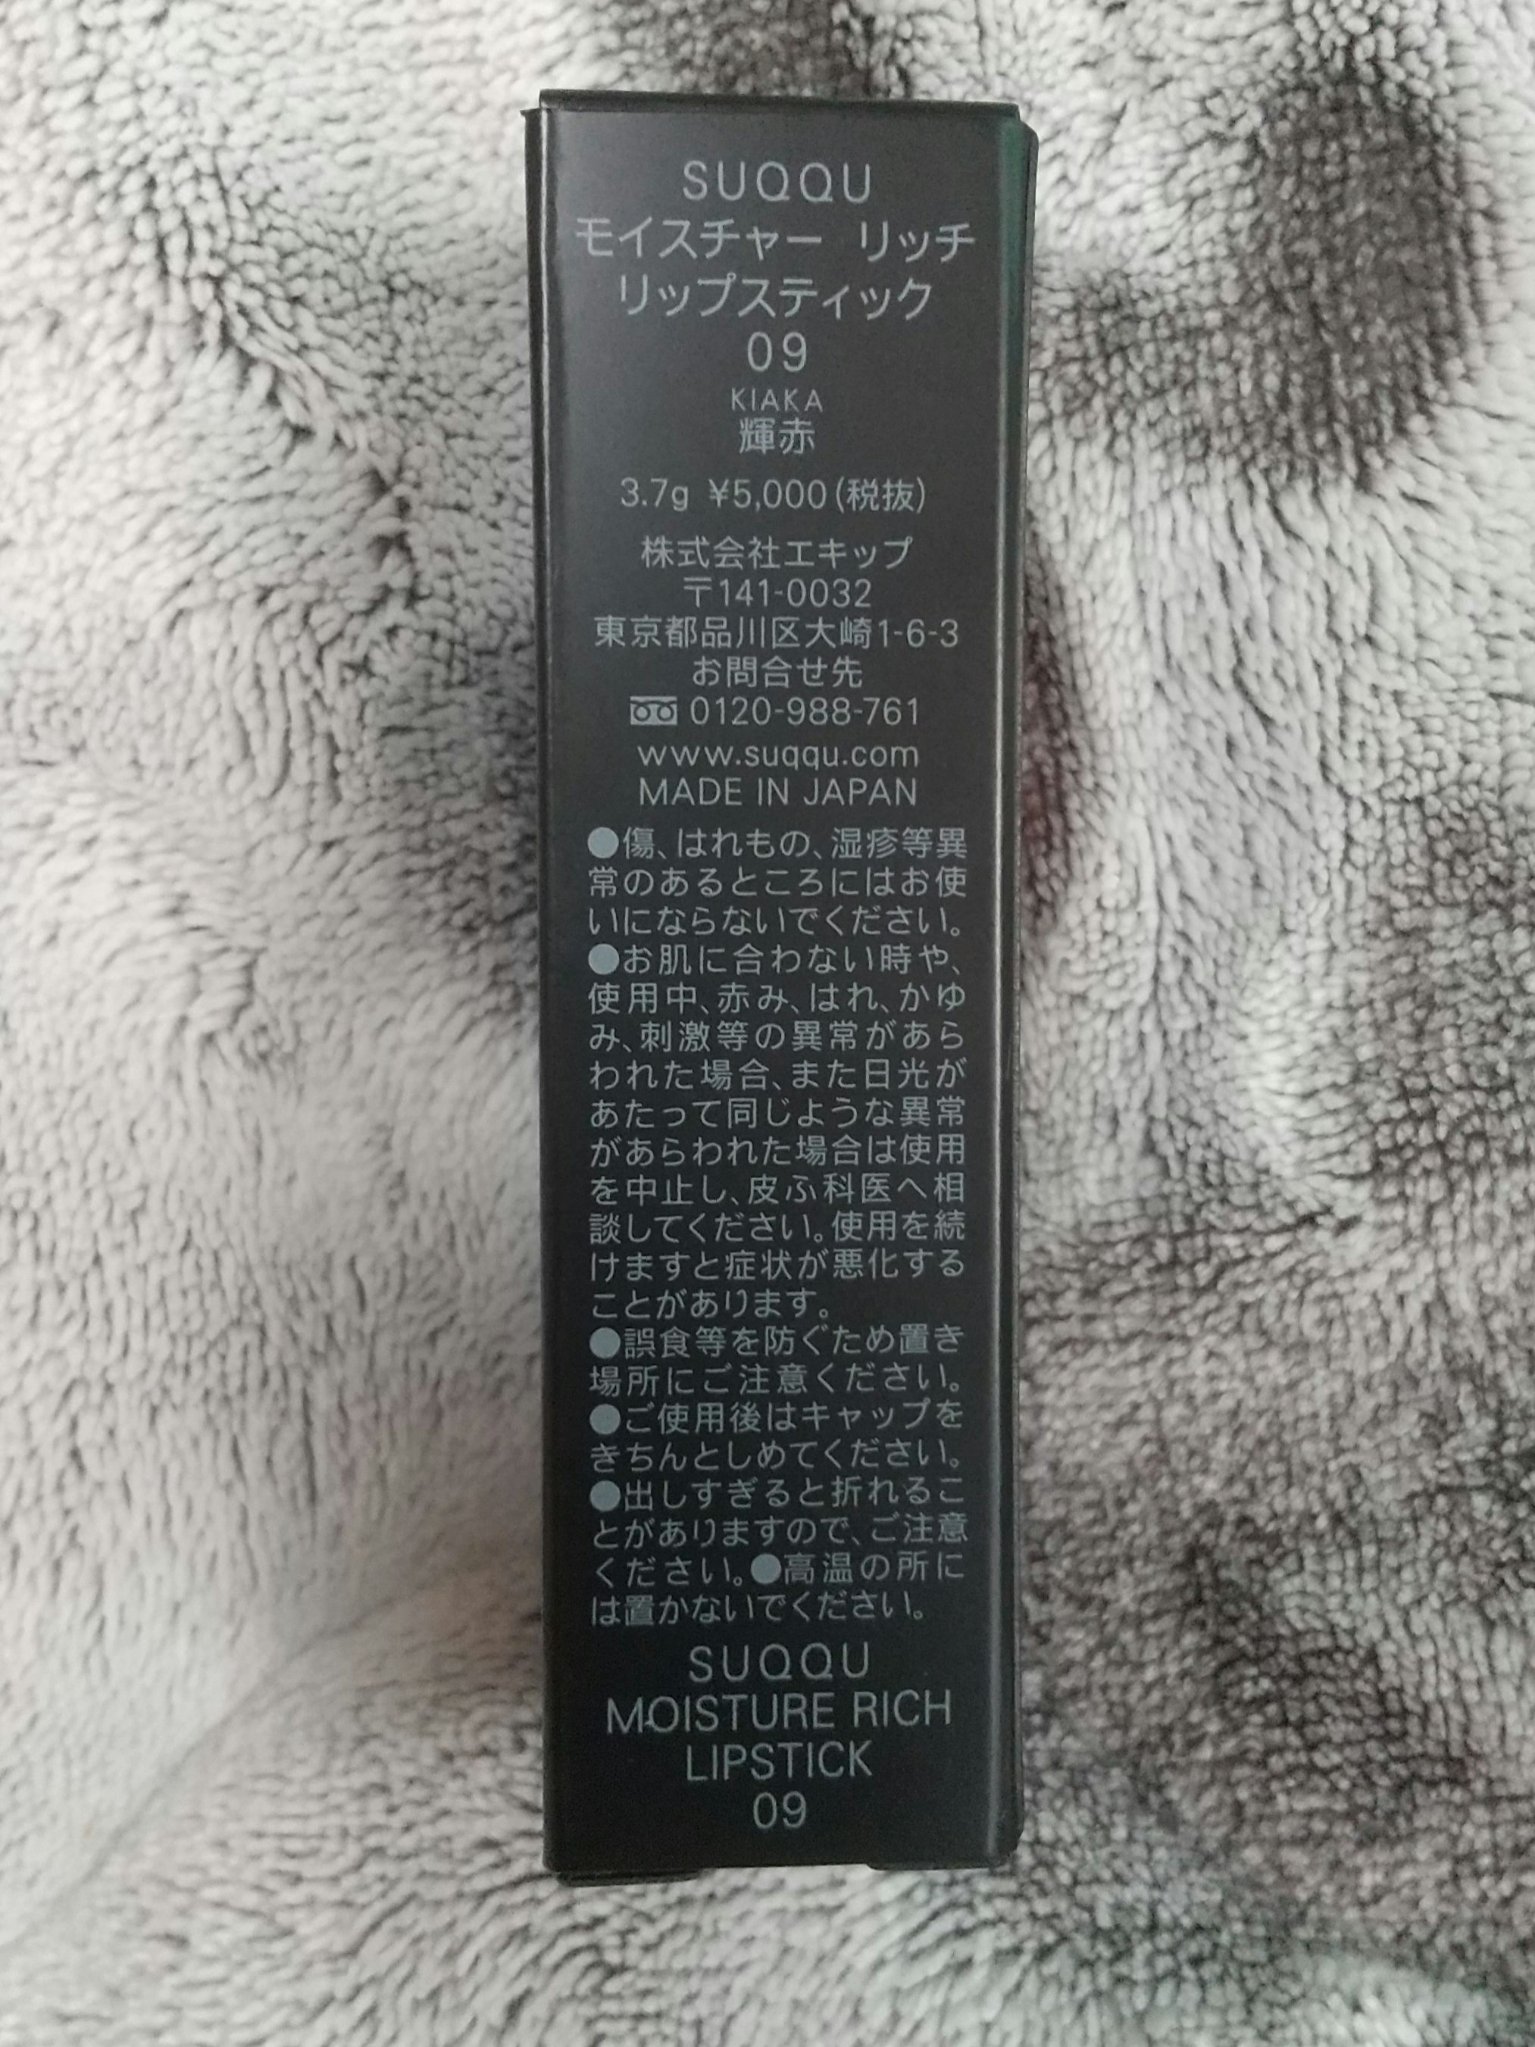 SUQQU
モイスチャー リッチ
リップスティック
09
KIAKA
輝赤
3.7g ¥5,000(税抜)
株式会社エキップ
〒141-0032
東京都品川区大崎1-6-3
お問合せ先
0120-988-761
www.suqqu.com
MADE IN JAPAN
●傷、はれもの、湿疹等異
常のあるところにはお使
いにならないでください。
●お肌に合わない時や、
使用中、赤み、はれ、かゆ
み、刺激等の異常があら
われた場合、また日光が
あたって同じような異常
があらわれた場合は使用
を中止し、皮ふ科医へ相
談してください。使用を続
けますと症状が悪化する
ことがあります。
●誤食等を防ぐため置き
場所にご注意ください。
●ご使用後はキャップを
きちんとしめてください。
●出しすぎると折れるこ
とがありますので、ご注意
ください。●高温の所に
は置かないでください。
SUQQU
MOISTURE RICH
LIPSTICK
09